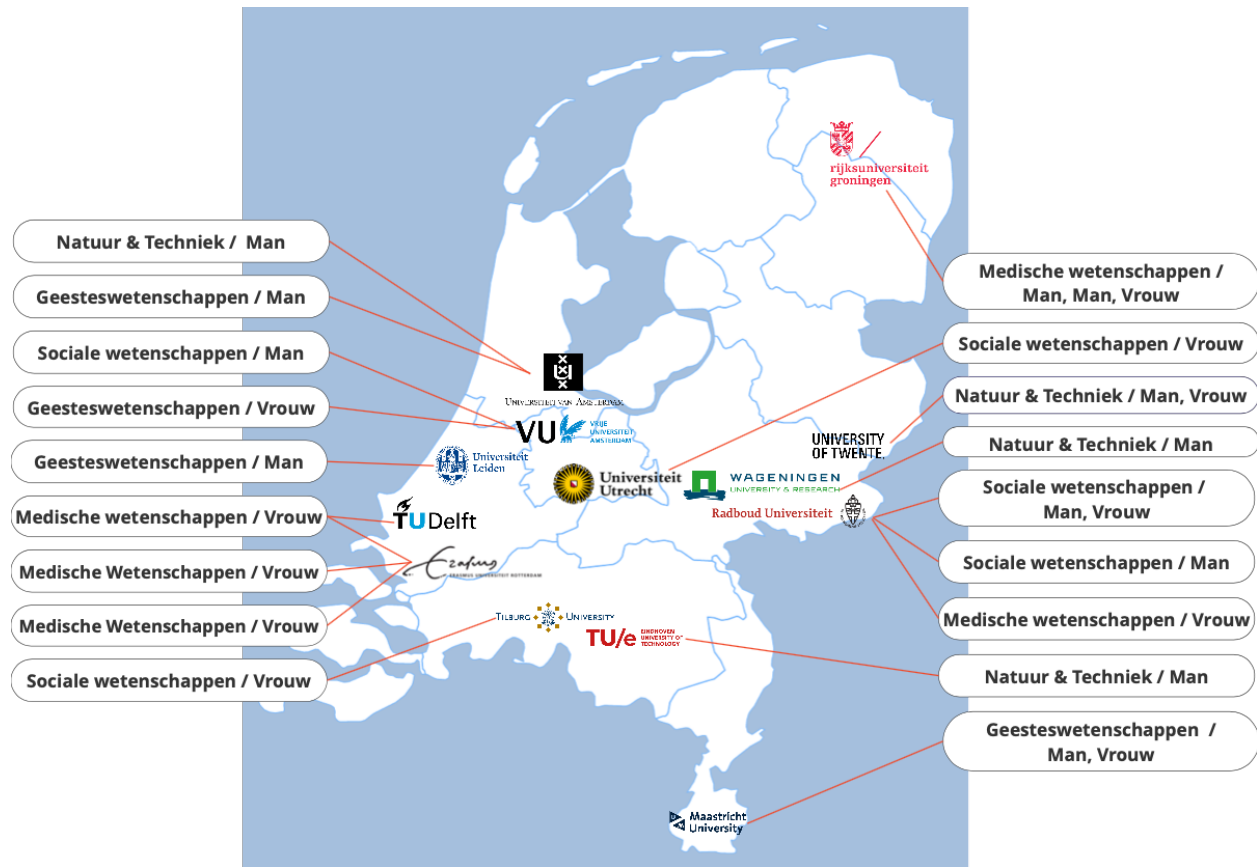 Natuur & Techniek / Man
Geesteswetenschappen / Man
Sociale wetenschappen / Man
Geesteswetenschappen / Vrouw
Geesteswetenschappen / Man
Medische wetenschappen / Vrouw
Medische Wetenschappen / Vrouw
Medische Wetenschappen / Vrouw
Sociale wetenschappen / Vrouw
rijksuniversiteit
groningen
UNIVERSITEIT VAN AMSTERDAM
VU
VRIJE
UNIVERSITEIT
AMSTERDAM
Universiteit
Leiden
Universiteit
Utrecht
UNIVERSITY
OF TWENTE.
WAGENINGEN
UNIVERSITY & RESEARCH
Radboud Universiteit
TU Delft
Erasmus
ERASMUS UNIVERSITEIT ROTTERDAM
TILBURG UNIVERSITY
TU/e
EINDHOVEN
UNIVERSITY OF
TECHNOLOGY
Maastricht
University
Medische wetenschappen /
Man, Man, Vrouw
Sociale wetenschappen / Vrouw
Natuur & Techniek / Man, Vrouw
Natuur & Techniek / Man
Sociale wetenschappen /
Man, Vrouw
Sociale wetenschappen / Man
Medische wetenschappen / Vrouw
Natuur & Techniek / Man
Geesteswetenschappen /
Man, Vrouw